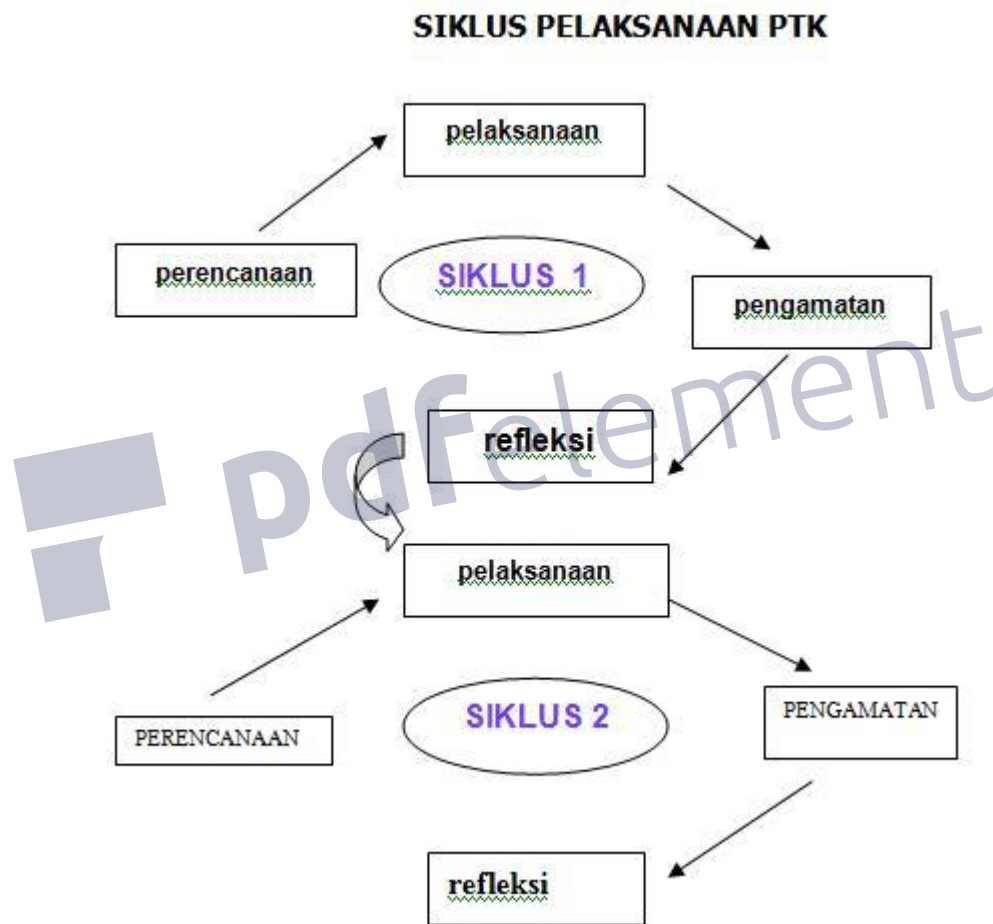 SIKLUS PELAKSANAAN PTK
pelaksanaan
perencanaan
SIKLUS 1
pengamatan
refleksi
pdfelement
pelaksanaan
PERENCANAAN
SIKLUS 2
PENGAMATAN
refleksi